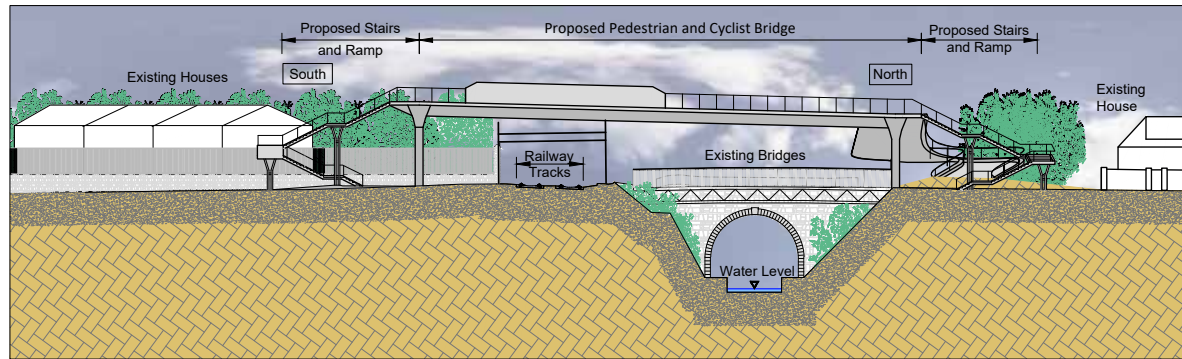 Proposed Stairs
and Ramp
Proposed Pedestrian and Cyclist Bridge
Proposed Stairs
and Ramp
Existing Houses
South
North
Existing
House
Railway
Tracks
Existing Bridges
Water Level